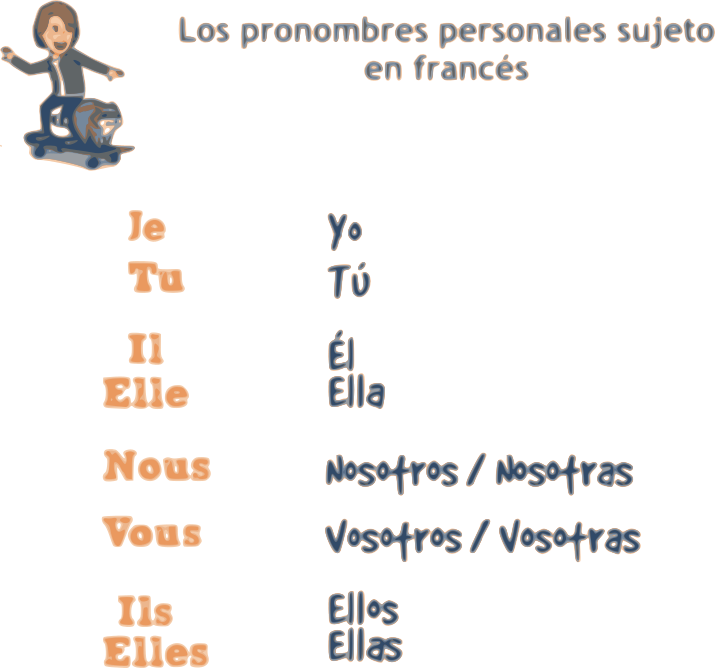 Los pronombres personales sujeto
en francés
Je Yo
Tu Tú
Il Él
Elle Ella
Nous Nosotros / Nosotras
Vous Vosotros / Vosotras
Ils Ellos
Elles Ellas